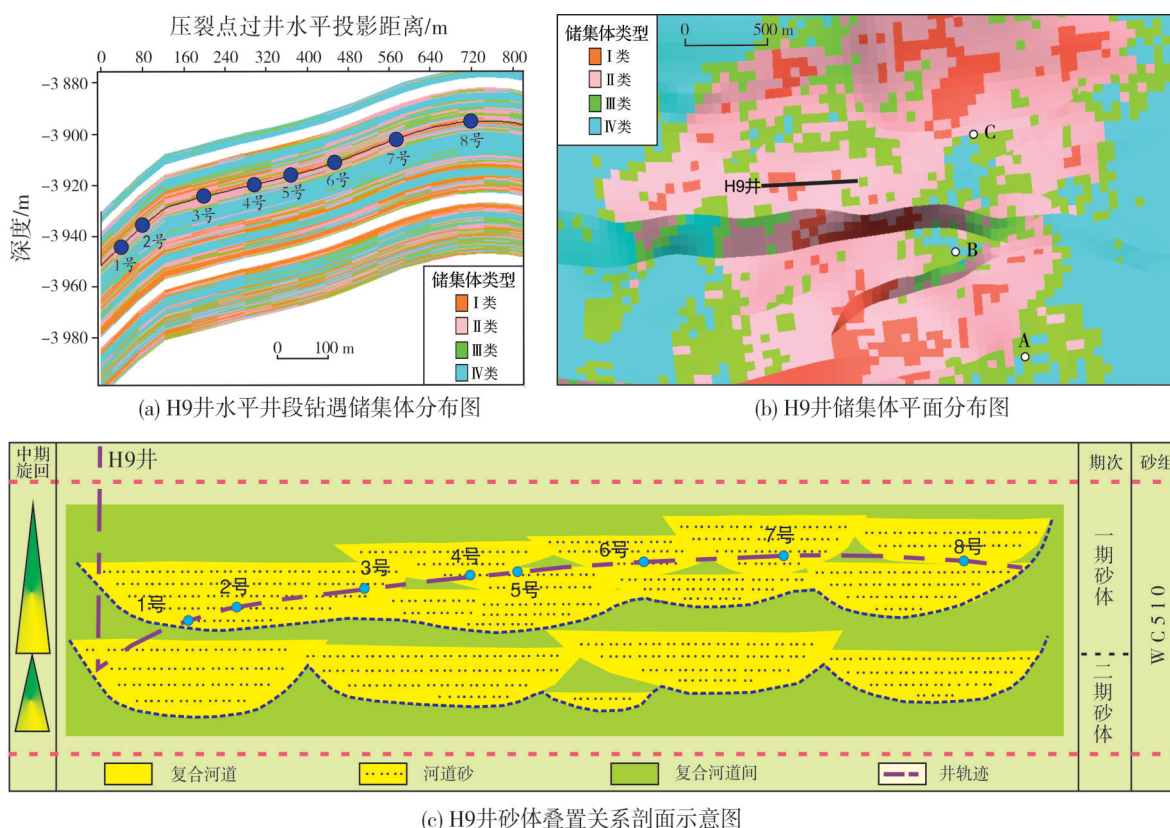 压裂点过井水平投影距离/m
0 80 160 240 320 400 480 560 640 720 800
-3 880
-3 900
-3 920
-3 940
-3 960
-3 980
深度/m
1号
2号
3号
4号
5号
6号
7号
8号
储集体类型
Ⅰ类
Ⅱ类
Ⅲ类
Ⅳ类
0 100 m
(a) H9井水平井段钻遇储集体分布图
储集体类型
Ⅰ类
Ⅱ类
Ⅲ类
Ⅳ类
0 500 m
C
H9井
B
A
(b) H9井储集体平面分布图
中期
旋回
H9井
期次
砂组
1号
2号
3号
4号
5号
6号
7号
8号
一期砂体
二期砂体
WC510
复合河道
河道砂
复合河道间
井轨迹
(c) H9井砂体叠置关系剖面示意图